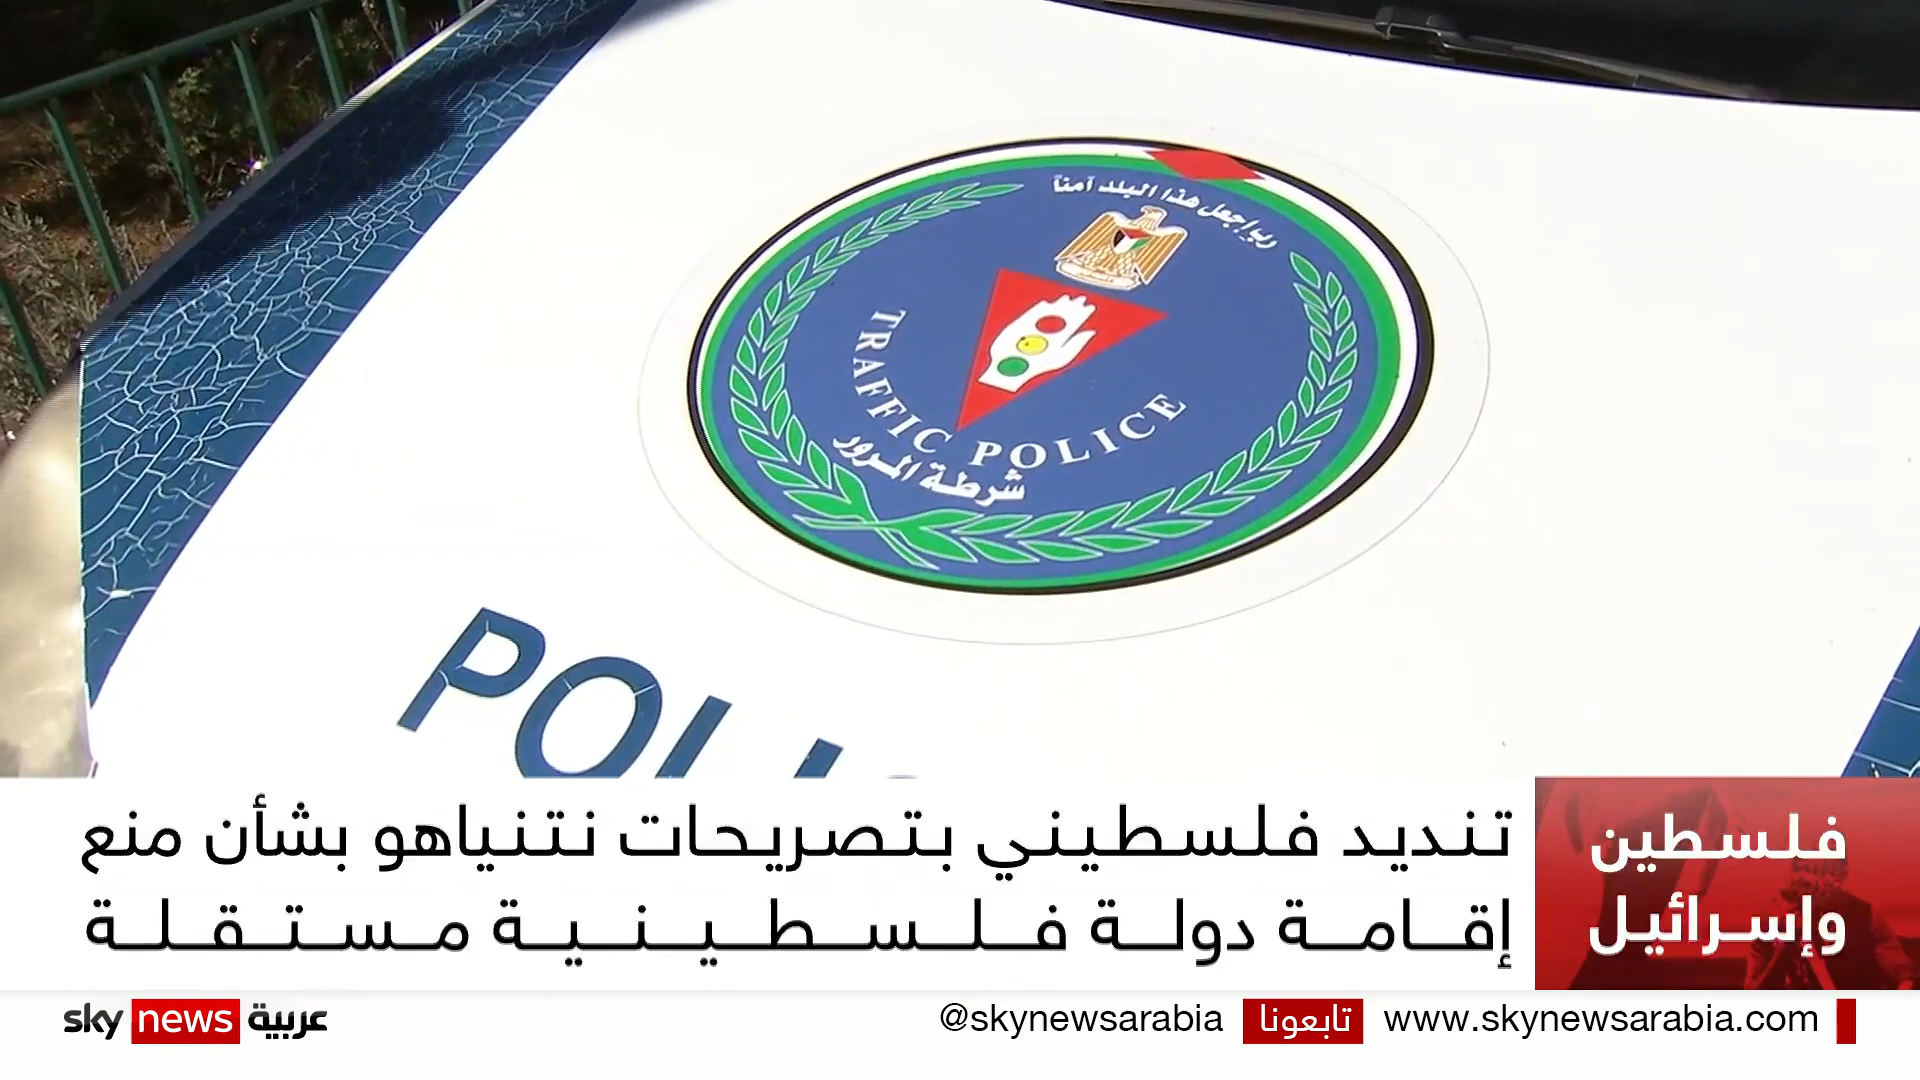 رب إجعل هذا البلد آمناً
TRAFFIC POLICE
شرطة المرور
POLI
تنديد فلسطيني بتصريحات نتنياهو بشأن منع
إقامة دولة فلسطينية مستقلة
فلسطين
وإسرائيل
sky news عربية
@skynewsarabia
تابعونا
www.skynewsarabia.com